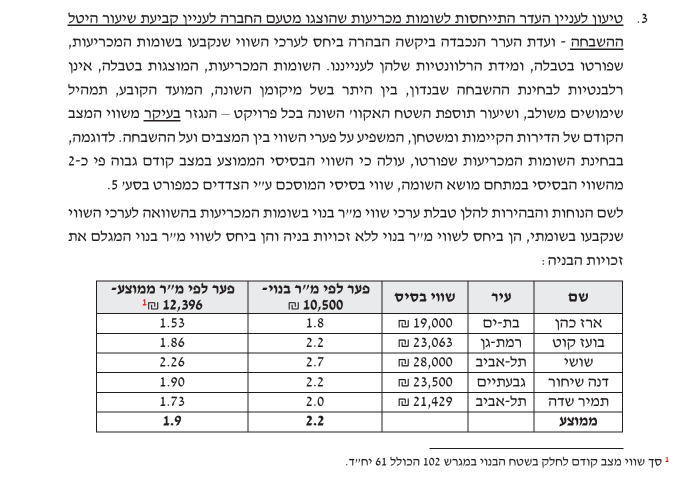 3. טיעון לעניין העדר התייחסות לשומות מכריעות שהוצגו מטעם החברה לעניין קביעת שיעור היטל
ההשבחה - ועדת הערר הנכבדה ביקשה הבהרה ביחס לערכי השווי שנקבעו בשומות המכריעות,
שפורטו בטבלה, ומידת הרלוונטיות שלהן לענייננו. השומות המכריעות, המוצגות בטבלה, אינן
רלבנטיות לבחינת ההשבחה שבנדון, בין היתר בשל מיקומן השונה, המועד הקובע, תמהיל
שימושים משולב, ושיעור תוספת השטח האקוו' השונה בכל פרויקט – הנגזר בעיקר משווי המצב
הקודם של הדירות הקיימות ומשטחן, המשפיע על פערי השווי בין המצבים ועל ההשבחה. לדוגמה,
בבחינת השומות המכריעות שפורטו, עולה כי השווי הבסיסי הממוצע במצב קודם גבוה פי כ-2
מהשווי הבסיסי במתחם מושא השומה, שווי בסיסי המוסכם ע"י הצדדים כמפורט בסע' 5.
לשם הנוחות והבהירות להלן טבלת ערכי שווי מ"ר בנוי בשומות המכריעות בהשוואה לערכי השווי
שנקבעו בשומתי, הן ביחס לשווי מ"ר בנוי ללא זכויות בניה והן ביחס לשווי מ"ר בנוי המגלם את
זכויות הבניה:
שם עיר שווי בסיס פער לפי מ"ר בנוי- 10,500 ₪ פער לפי מ"ר ממוצע- 12,396 ₪1
ארז כהן בת-ים 19,000 ₪ 1.8 1.53
בועז קוט רמת-גן 23,063 ₪ 2.2 1.86
שושי תל-אביב 28,000 ₪ 2.7 2.26
דנה שיחור גבעתיים 23,500 ₪ 2.2 1.90
תמיר שדה תל-אביב 21,429 ₪ 2.0 1.73
ממוצע 2.2 1.9
1 סך שווי מצב קודם לחלק בשטח הבנוי במגרש 102 הכולל 61 יח"ד.